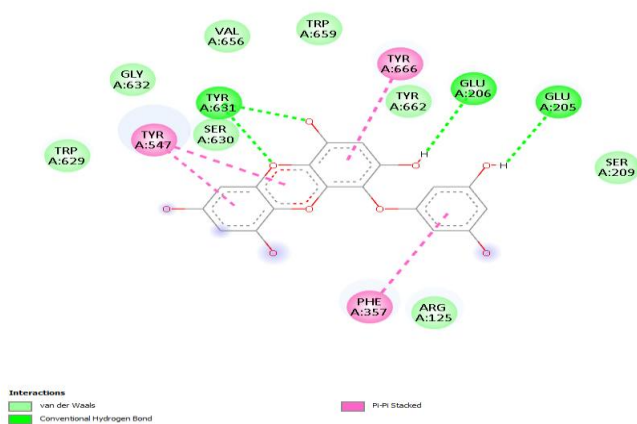 VAL
A:656
TRP
A:659
GLY
A:632
TYR
A:666
TYR
A:631
TYR
A:662
GLU
A:206
GLU
A:205
TYR
A:547
SER
A:630
TRP
A:629
SER
A:209
H
H
O
O
O
O
O
O
O
O
O
PHE
A:357
ARG
A:125
Interactions
van der Waals
Conventional Hydrogen Bond
Pi-Pi Stacked